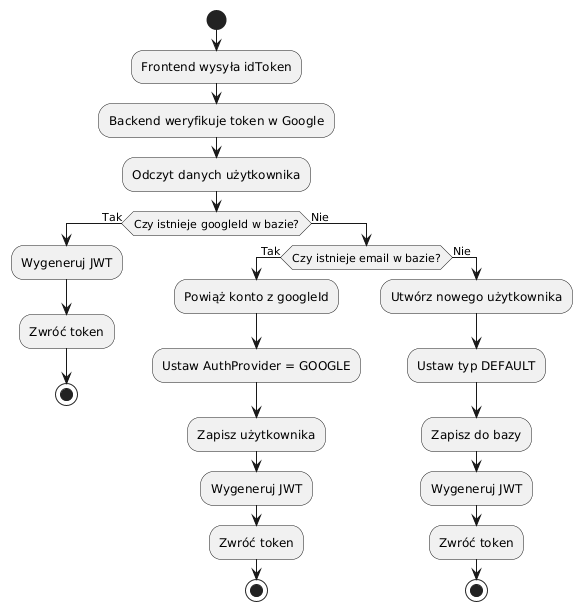 Frontend wysyła idToken
Backend weryfikuje token w Google
Odczyt danych użytkownika
Czy istnieje googleId w bazie?
Tak
Wygeneruj JWT
Zwróć token
Nie
Czy istnieje email w bazie?
Tak
Powiąż konto z googleId
Ustaw AuthProvider = GOOGLE
Zapisz użytkownika
Wygeneruj JWT
Zwróć token
Nie
Utwórz nowego użytkownika
Ustaw typ DEFAULT
Zapisz do bazy
Wygeneruj JWT
Zwróć token